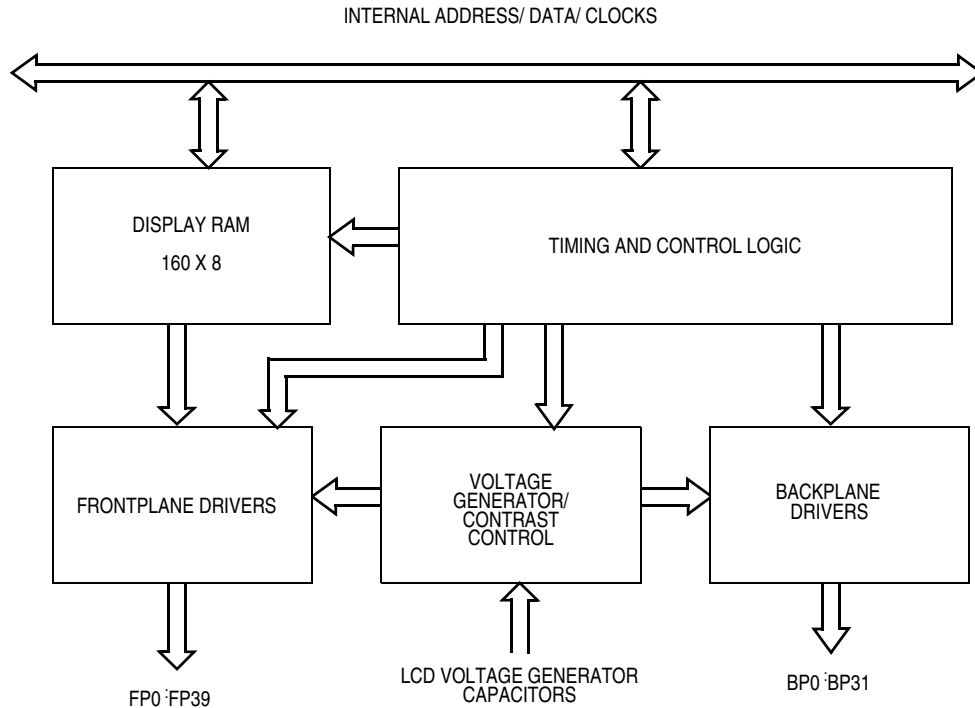 INTERNAL ADDRESS/ DATA/ CLOCKS
DISPLAY RAM
160 X 8
TIMING AND CONTROL LOGIC
FRONTPLANE DRIVERS
VOLTAGE
GENERATOR/
CONTRAST
CONTROL
BACKPLANE
DRIVERS
FP0 :FP39
LCD VOLTAGE GENERATOR
CAPACITORS
BP0 :BP31